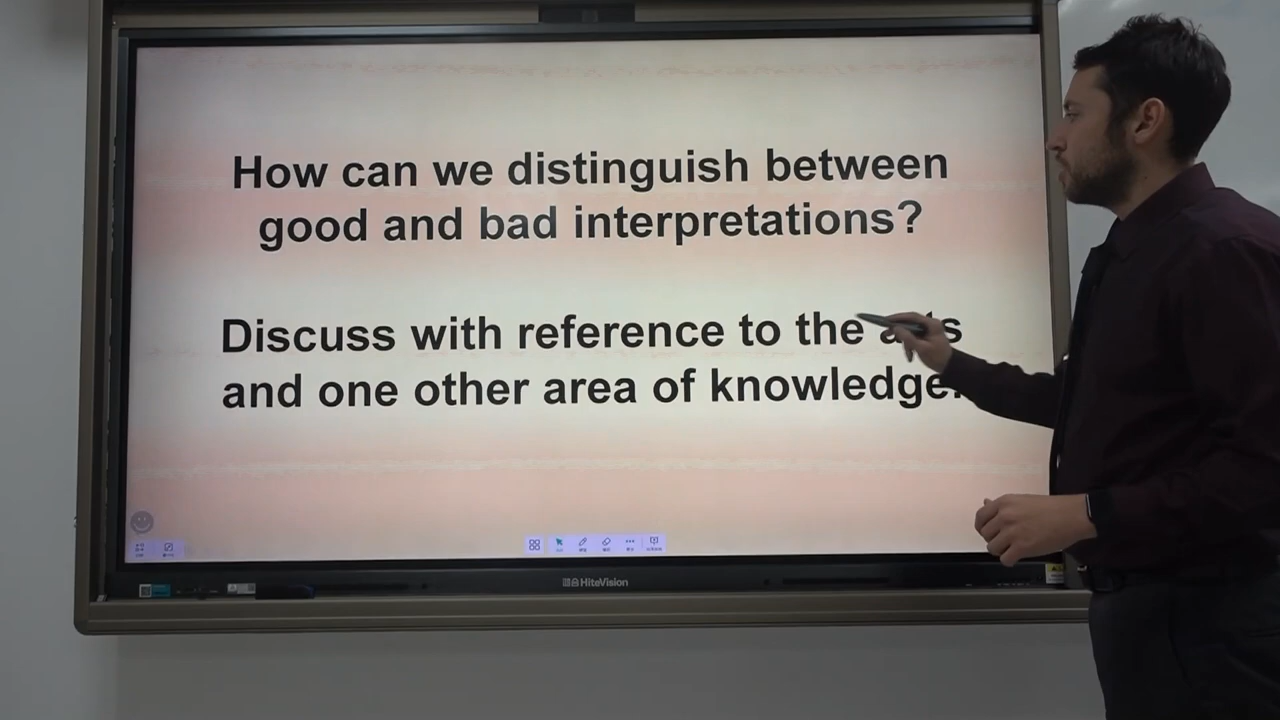 How can we distinguish between
good and bad interpretations?
Discuss with reference to the arts
and one other area of knowledge.
HiteVision